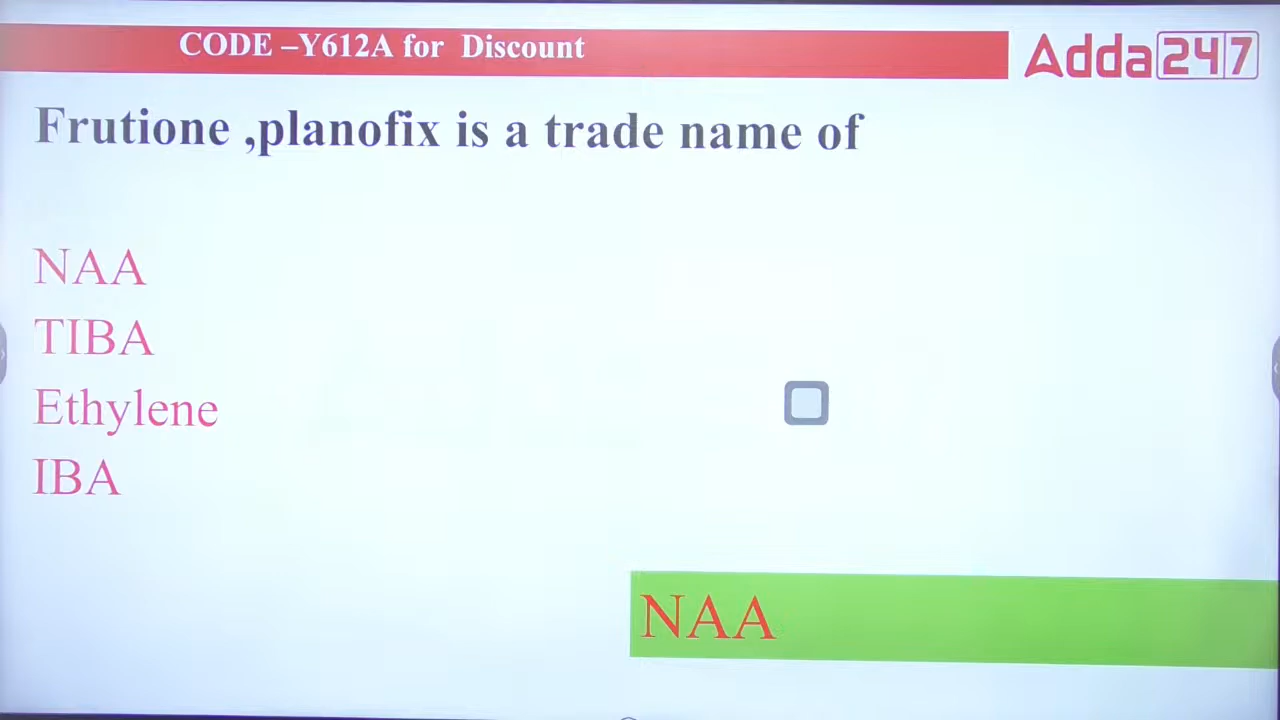 CODE –Y612A for Discount
Adda247
Frutione ,planofix is a trade name of
NAA
TIBA
Ethylene
IBA
NAA